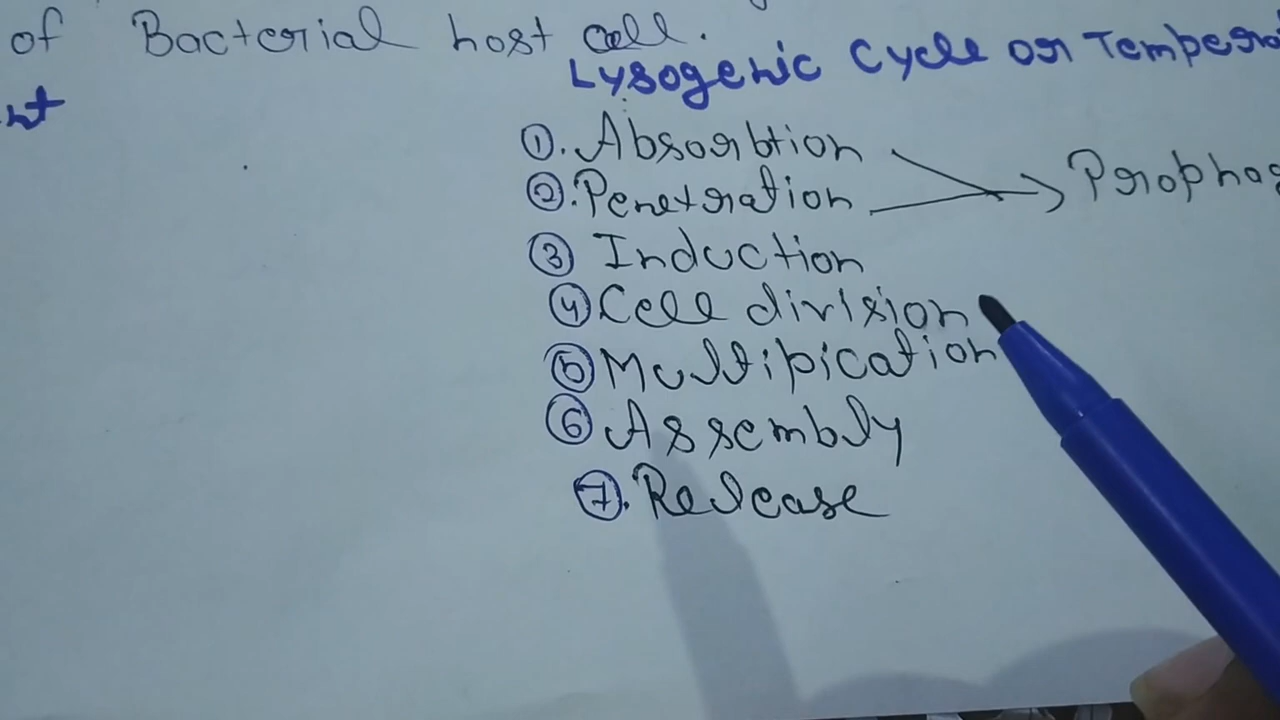 of Bacterial host cell.
Lysogenic Cycle or Tempera
nt
①. Absorbtion
②. Penetration → Prophag
③ Induction
④ Cell division
⑤ Multipication
⑥ Assembly
⑦. Release